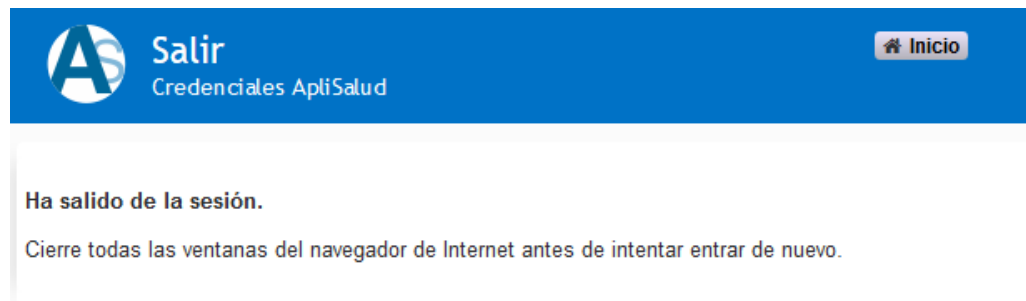 AS
Salir
Inicio
Credenciales ApliSalud
Ha salido de la sesión.
Cierre todas las ventanas del navegador de Internet antes de intentar entrar de nuevo.